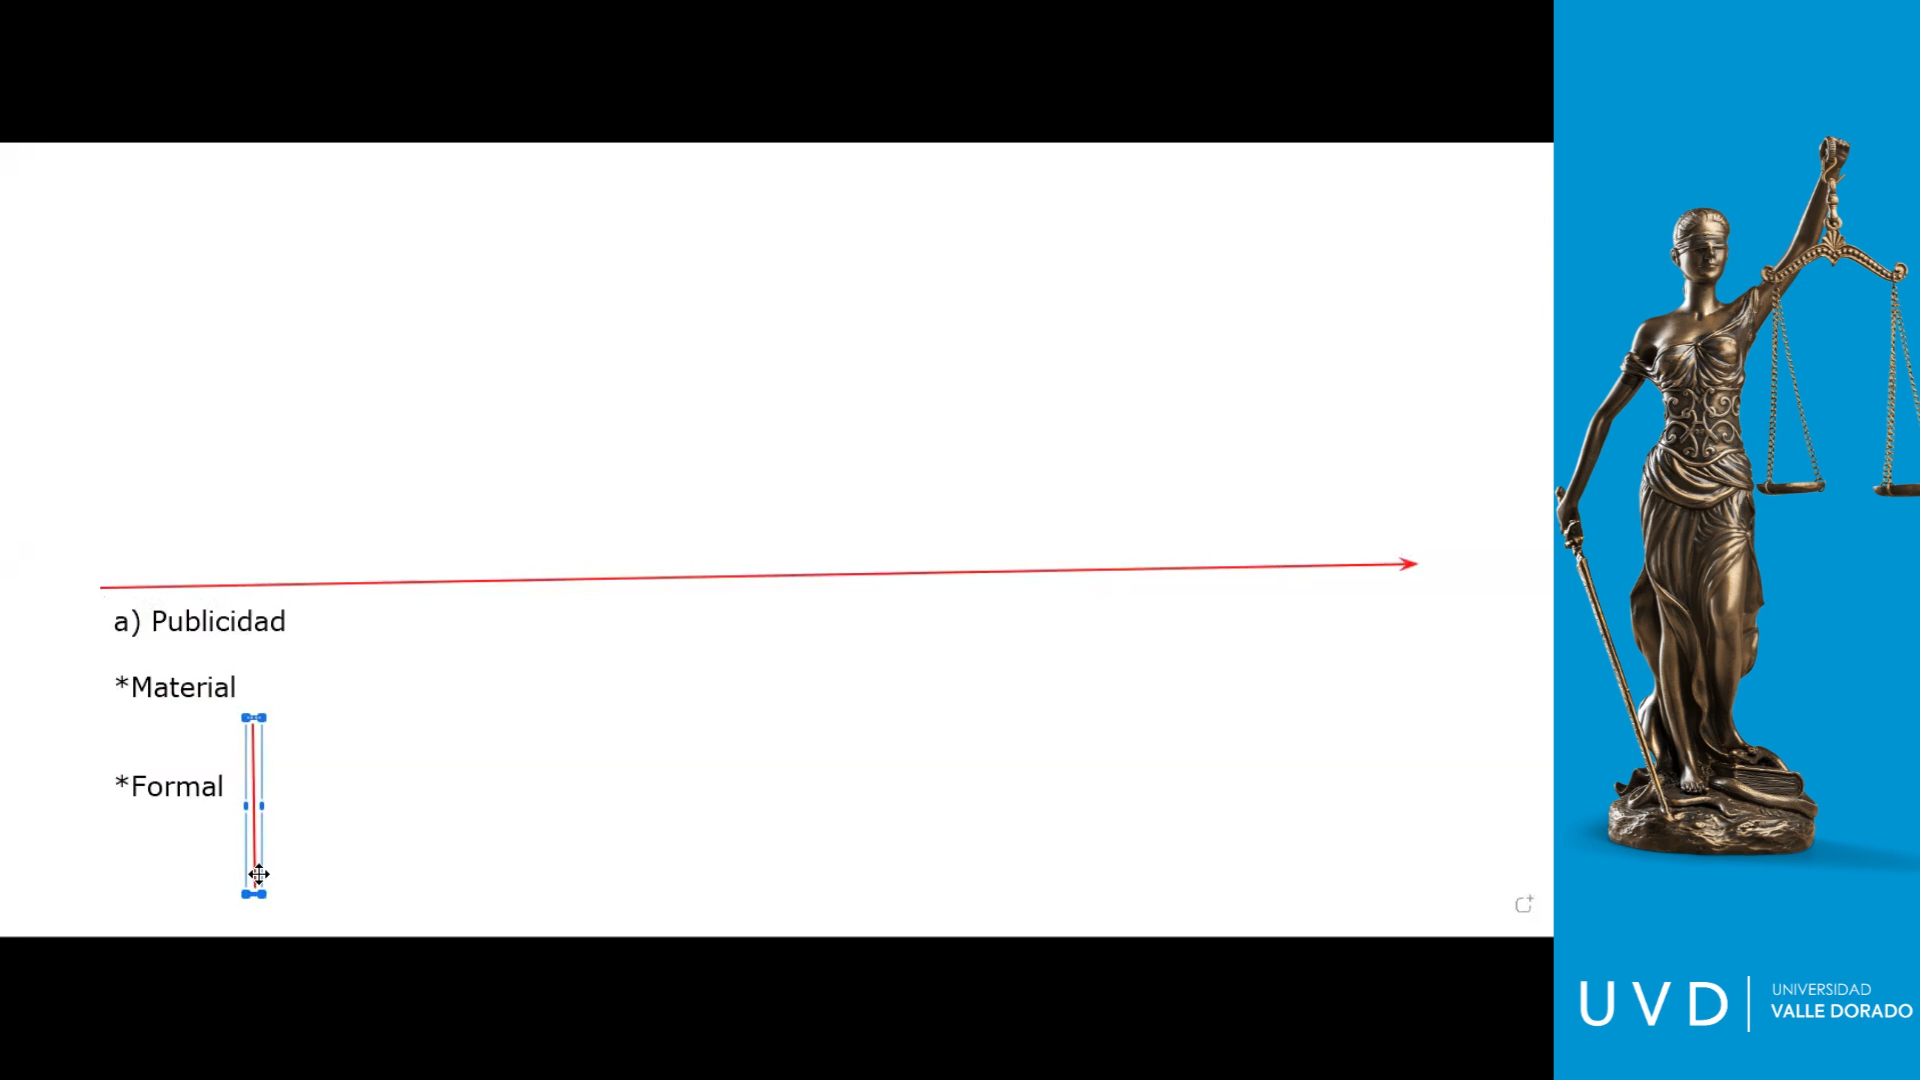 a) Publicidad
*Material
*Formal
UVD
UNIVERSIDAD
VALLE DORADO